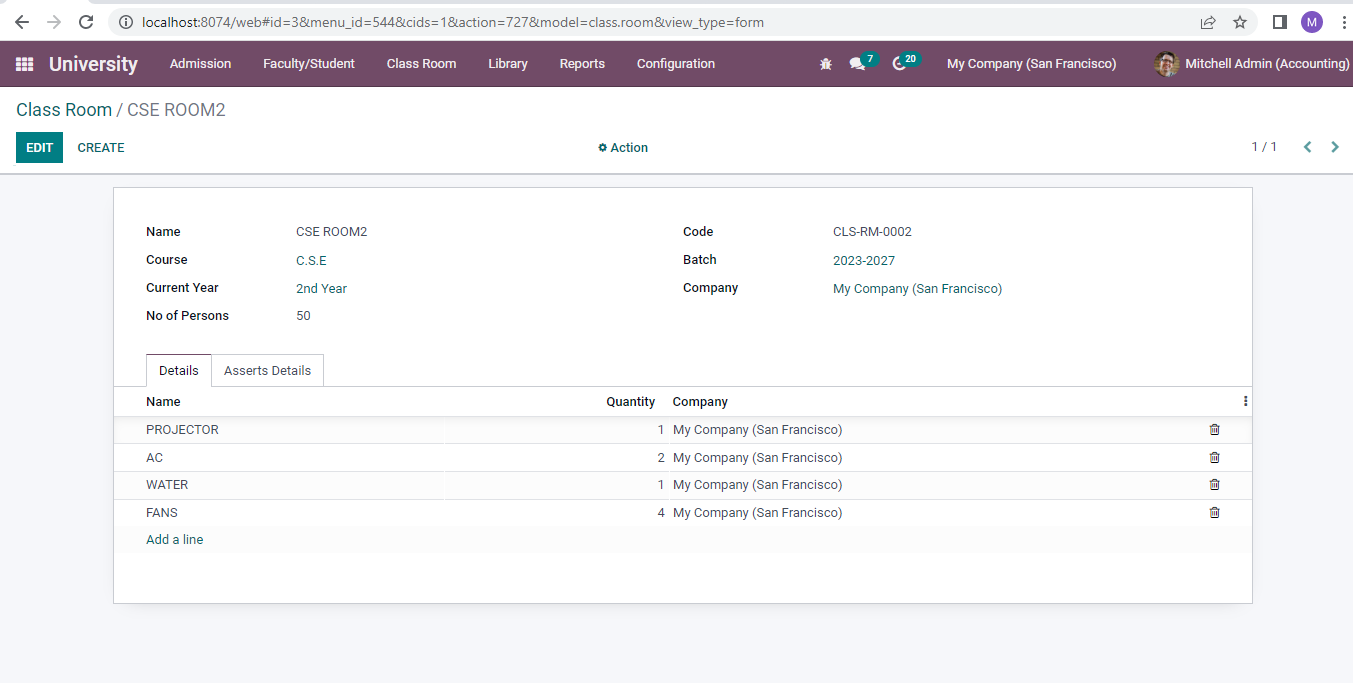 localhost:8074/web#id=3&menu_id=544&cids=1&action=727&model=class.room&view_type=form M
University Admission Faculty/Student Class Room Library Reports Configuration 7 20 My Company (San Francisco) Mitchell Admin (Accounting)
Class Room / CSE ROOM2
EDIT CREATE Action 1 / 1
Name CSE ROOM2 Code CLS-RM-0002
Course C.S.E Batch 2023-2027
Current Year 2nd Year Company My Company (San Francisco)
No of Persons 50
Details Asserts Details
Name Quantity Company
PROJECTOR 1 My Company (San Francisco)
AC 2 My Company (San Francisco)
WATER 1 My Company (San Francisco)
FANS 4 My Company (San Francisco)
Add a line